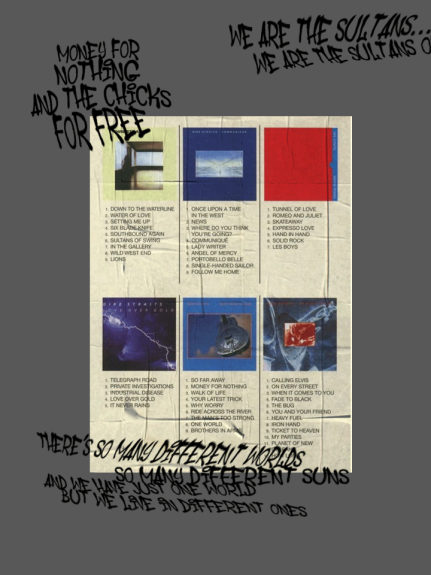 WE ARE THE SULTANS...
WE ARE THE SULTANS O
MONEY FOR
NOTHING
AND THE CHICKS
FOR FREE
DIRE STRAITS COMMUNIQUE
1. DOWN TO THE WATERLINE
2. WATER OF LOVE
3. SETTING ME UP
4. SIX BLADE KNIFE
5. SOUTHBOUND AGAIN
6. SULTANS OF SWING
7. IN THE GALLERY
8. WILD WEST END
9. LIONS
1. ONCE UPON A TIME
IN THE WEST
2. NEWS
3. WHERE DO YOU THINK
YOU'RE GOING?
4. COMMUNIQUÉ
5. LADY WRITER
6. ANGEL OF MERCY
7. PORTOBELLO BELLE
8. SINGLE-HANDED SAILOR
9. FOLLOW ME HOME
1. TUNNEL OF LOVE
2. ROMEO AND JULIET
3. SKATEAWAY
4. EXPRESSO LOVE
5. HAND IN HAND
6. SOLID ROCK
7. LES BOYS
DIRE STRAITS
LOVE OVER GOLD
1. TELEGRAPH ROAD
2. PRIVATE INVESTIGATIONS
3. INDUSTRIAL DISEASE
4. LOVE OVER GOLD
5. IT NEVER RAINS
1. SO FAR AWAY
2. MONEY FOR NOTHING
3. WALK OF LIFE
4. YOUR LATEST TRICK
5. WHY WORRY
6. RIDE ACROSS THE RIVER
7. THE MAN'S TOO STRONG
8. ONE WORLD
9. BROTHERS IN ARMS
1. CALLING ELVIS
2. ON EVERY STREET
3. WHEN IT COMES TO YOU
4. FADE TO BLACK
5. THE BUG
6. YOU AND YOUR FRIEND
7. HEAVY FUEL
8. IRON HAND
9. TICKET TO HEAVEN
10. MY PARTIES
11. PLANET OF NEW
THERE'S SO MANY DIFFERENT WORLDS
SO MANY DIFFERENT SUNS
AND WE HAVE JUST ONE WORLD
BUT WE LIVE IN DIFFERENT ONES